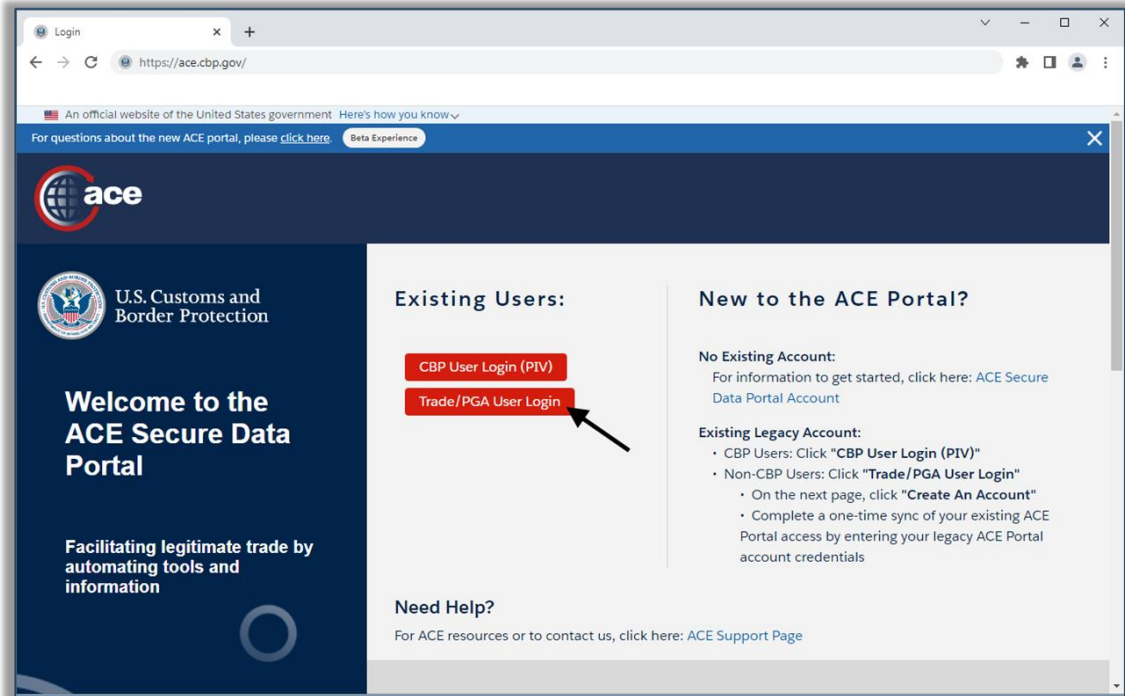 Login
https://ace.cbp.gov/
An official website of the United States government Here's how you know
For questions about the new ACE portal, please click here. Beta Experience
ace
U.S. Customs and
Border Protection
Welcome to the
ACE Secure Data
Portal
Facilitating legitimate trade by
automating tools and
information
Existing Users:
CBP User Login (PIV)
Trade/PGA User Login
New to the ACE Portal?
No Existing Account:
For information to get started, click here: ACE Secure
Data Portal Account
Existing Legacy Account:
• CBP Users: Click "CBP User Login (PIV)"
• Non-CBP Users: Click "Trade/PGA User Login"
• On the next page, click "Create An Account"
• Complete a one-time sync of your existing ACE
Portal access by entering your legacy ACE Portal
account credentials
Need Help?
For ACE resources or to contact us, click here: ACE Support Page